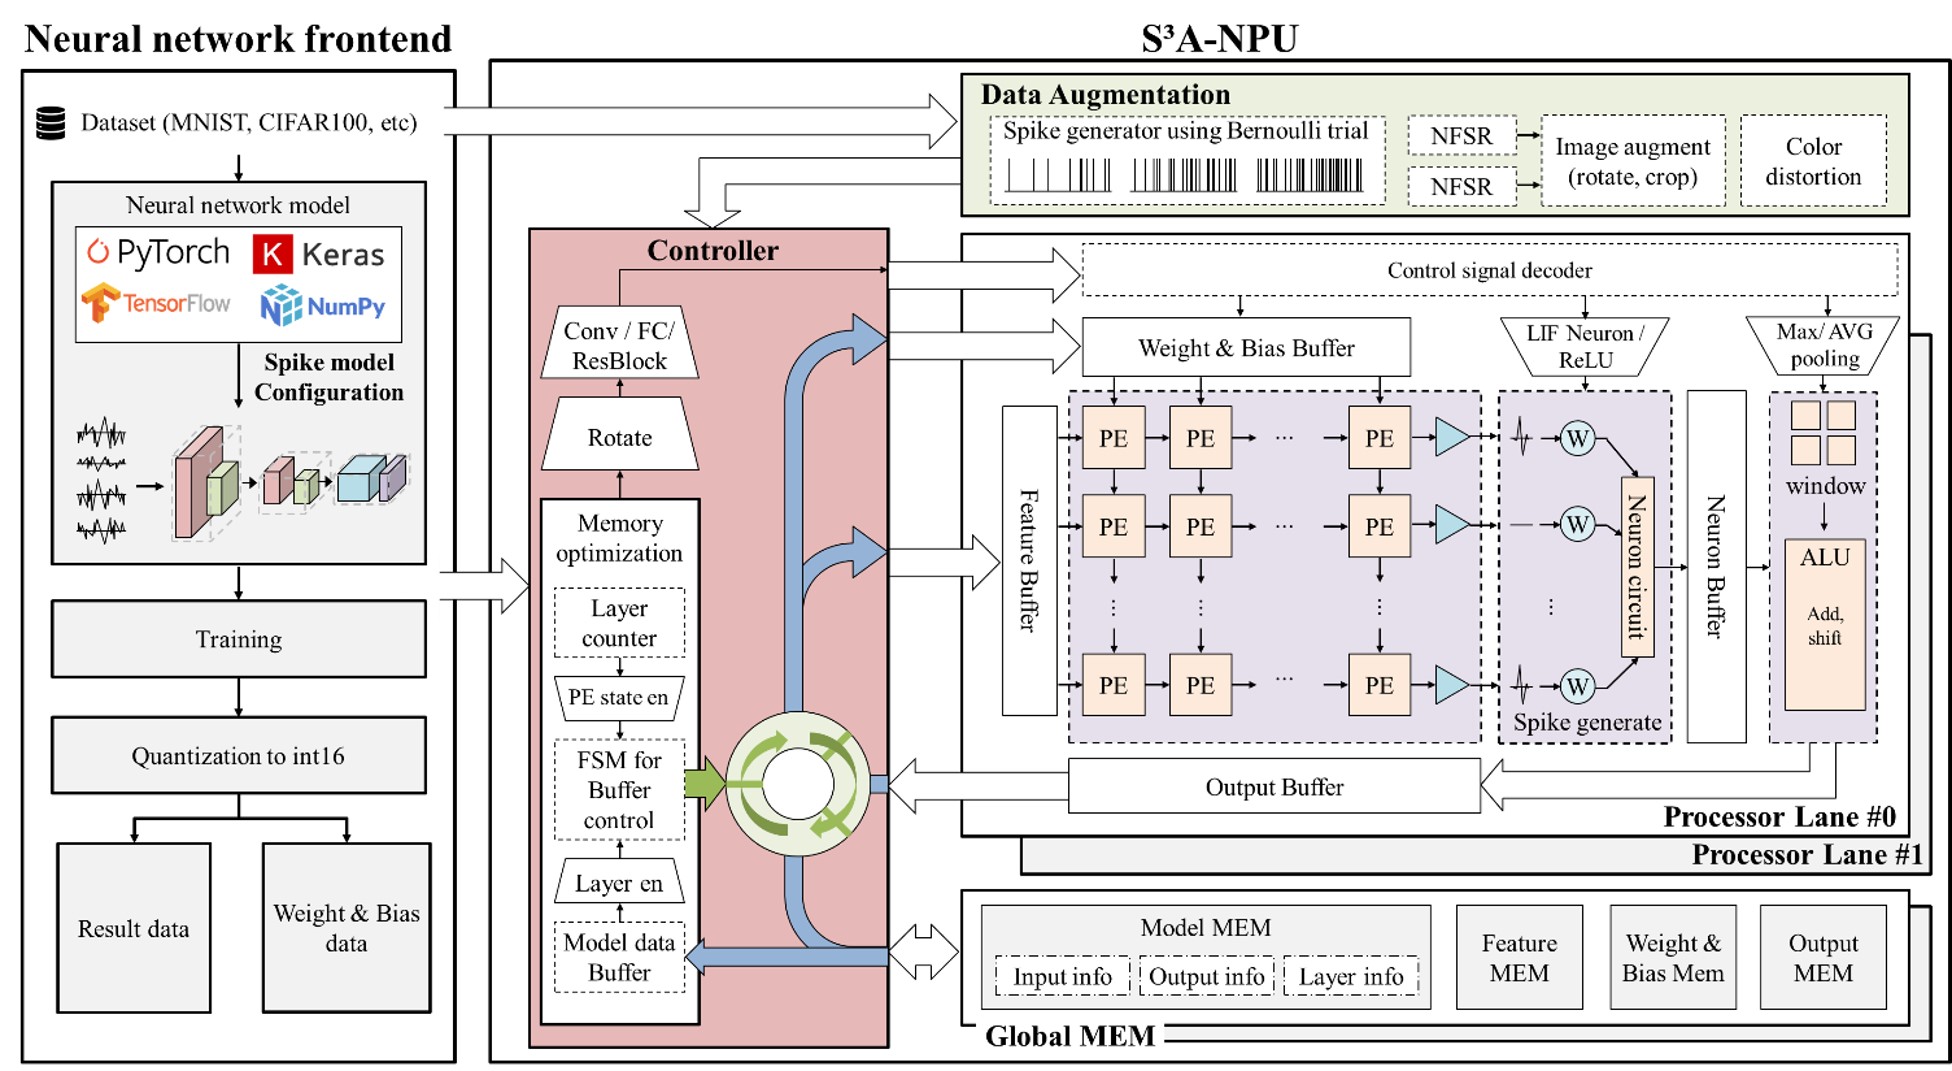 Neural network frontend
S³A-NPU
Dataset (MNIST, CIFAR100, etc)
Neural network model
PyTorch
K Keras
TensorFlow
NumPy
Spike model
Configuration
Training
Quantization to int16
Result data
Weight & Bias
data
Data Augmentation
Spike generator using Bernoulli trial
NFSR
NFSR
Image augment
(rotate, crop)
Color
distortion
Controller
Conv / FC/
ResBlock
Rotate
Memory
optimization
Layer
counter
PE state en
FSM for
Buffer
control
Layer en
Model data
Buffer
Control signal decoder
Weight & Bias Buffer
LIF Neuron /
ReLU
Max/ AVG
pooling
Feature Buffer
PE PE ... PE
PE PE ... PE
⋮ ⋮ ⋮
PE PE ... PE
W
W
⋮
W
Neuron circuit
Spike generate
Neuron Buffer
window
ALU
Add,
shift
Output Buffer
Processor Lane #0
Processor Lane #1
Model MEM
Input info
Output info
Layer info
Feature
MEM
Weight &
Bias Mem
Output
MEM
Global MEM